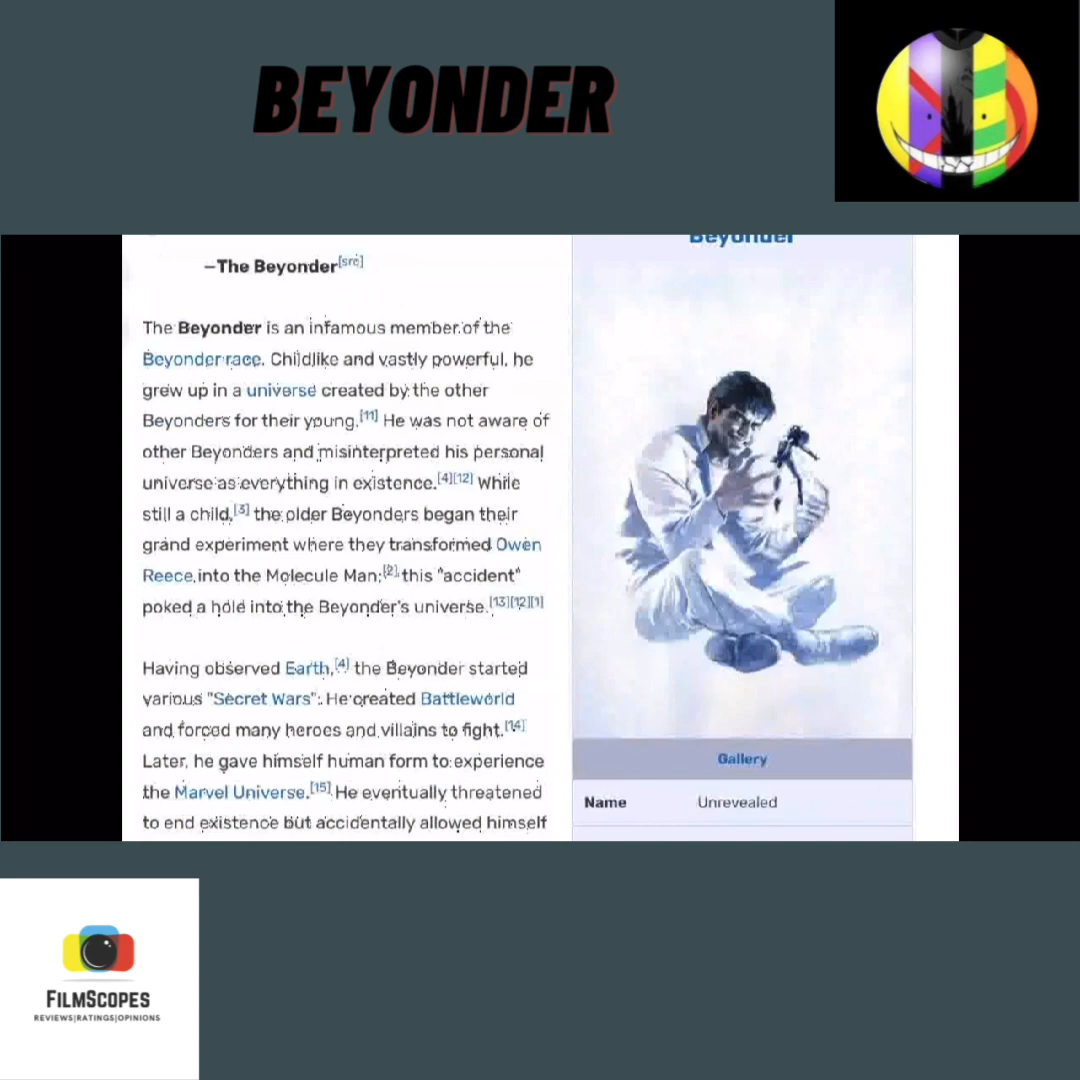 BEYONDER
Beyonder
—The Beyonder[src]
The Beyonder is an infamous member of the
Beyonder race. Childlike and vastly powerful, he
grew up in a universe created by the other
Beyonders for their young.[11] He was not aware of
other Beyonders and misinterpreted his personal
universe as everything in existence.[4][12] While
still a child,[3] the older Beyonders began their
grand experiment where they transformed Owen
Reece into the Molecule Man;[2] this "accident"
poked a hole into the Beyonder's universe.[13][12][1]
Having observed Earth,[4] the Beyonder started
various "Secret Wars": He created Battleworld
and forced many heroes and villains to fight.[14]
Later, he gave himself human form to experience
the Marvel Universe.[15] He eventually threatened
to end existence but accidentally allowed himself
Gallery
Name Unrevealed
FILMSCOPES
REVIEWS|RATINGS|OPINIONS